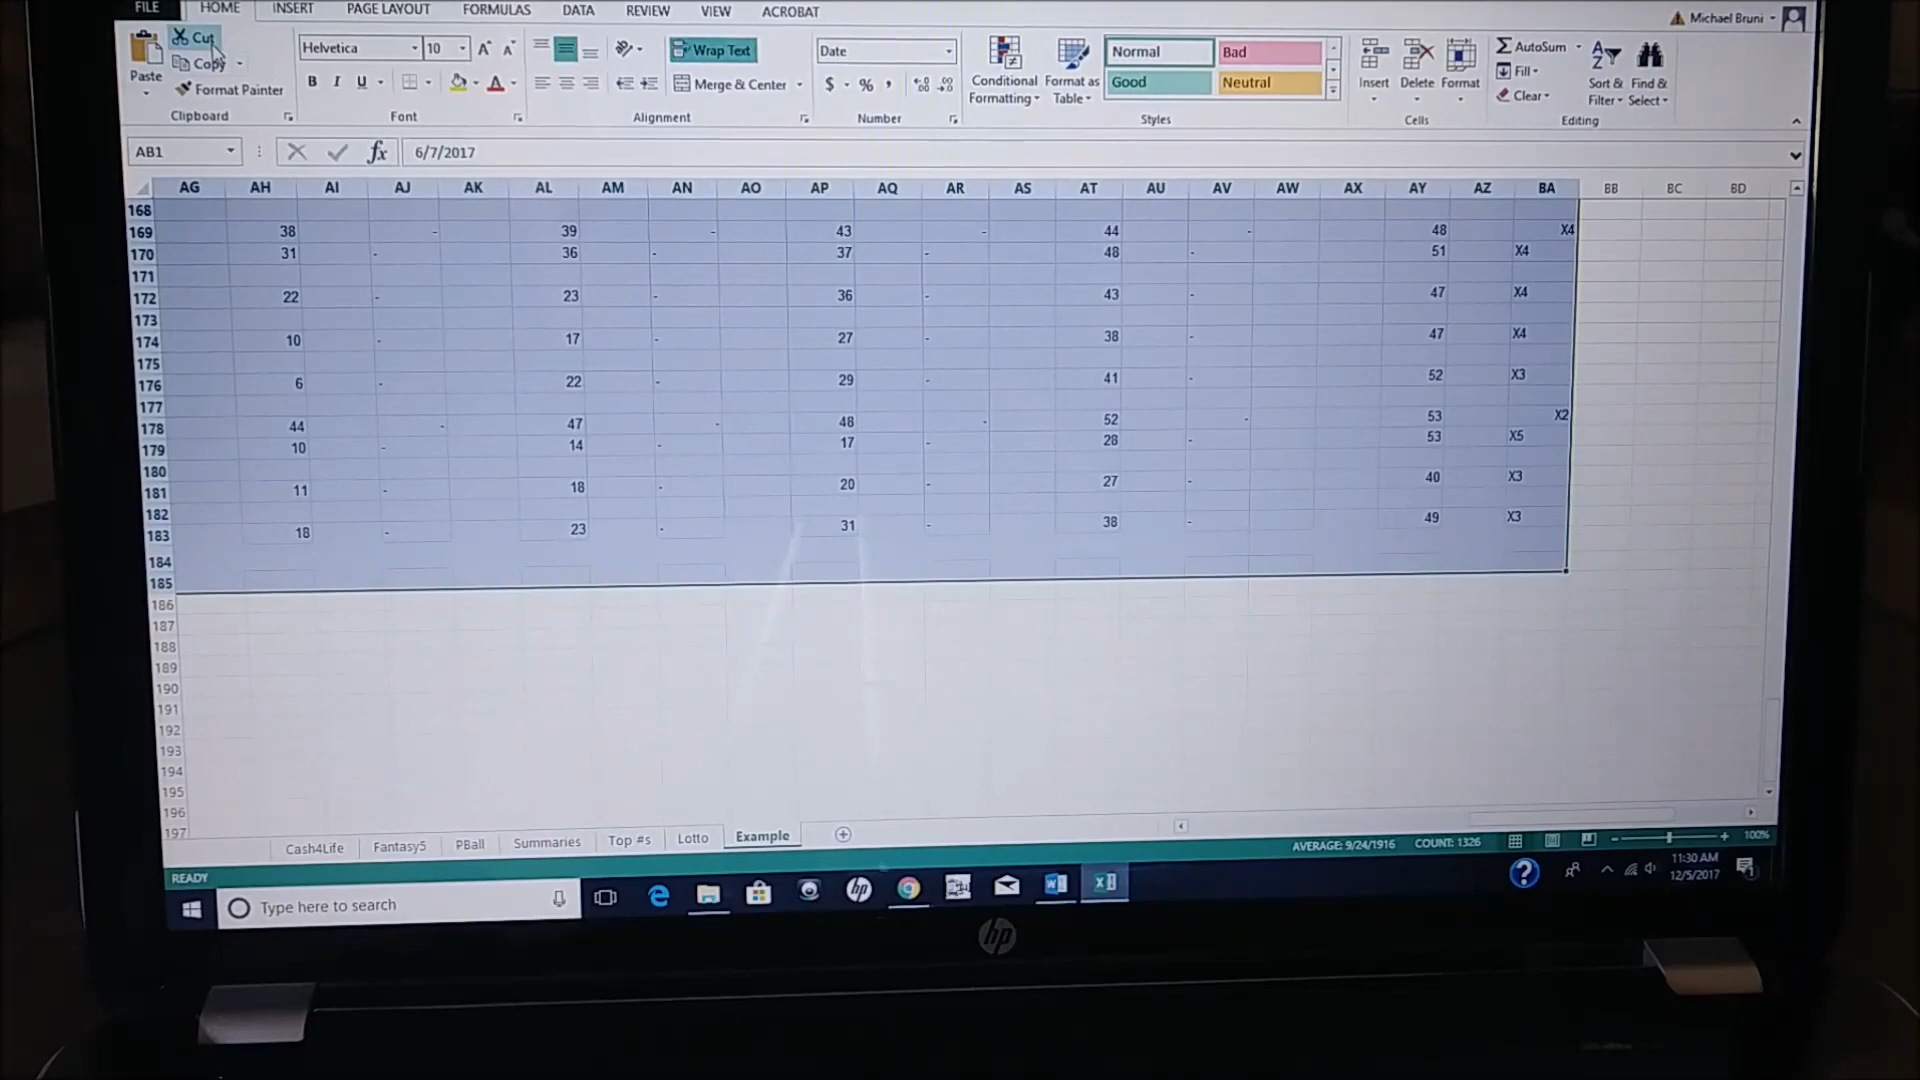 FILE HOME INSERT PAGE LAYOUT FORMULAS DATA REVIEW VIEW ACROBAT Michael Bruni
Paste Cut Copy Format Painter Clipboard
Helvetica 10 A A B I U A Font
Wrap Text Merge & Center Alignment
Date $ % , Number
Conditional Formatting Format as Table
Normal Bad Good Neutral Styles
Insert Delete Format Cells
AutoSum Fill Clear Sort & Filter Find & Select Editing
AB1 fx 6/7/2017
AG AH AI AJ AK AL AM AN AO AP AQ AR AS AT AU AV AW AX AY AZ BA BB BC BD
168
169 38 - 39 - 43 - 44 - 48 X4
170 31 - 36 - 37 - 48 - 51 X4
171
172 22 - 23 - 36 - 43 - 47 X4
173
174 10 - 17 - 27 - 38 - 47 X4
175
176 6 - 22 - 29 - 41 - 52 X3
177
178 44 - 47 - 48 - 52 - 53 X2
179 10 - 14 - 17 - 28 - 53 X5
180
181 11 - 18 - 20 - 27 - 40 X3
182
183 18 - 23 - 31 - 38 - 49 X3
184
185
186
187
188
189
190
191
192
193
194
195
196
197
Cash4Life Fantasy5 PBall Summaries Top #s Lotto Example
READY AVERAGE: 9/24/1916 COUNT: 1326 100%
Type here to search
11:30 AM
12/5/2017
hp